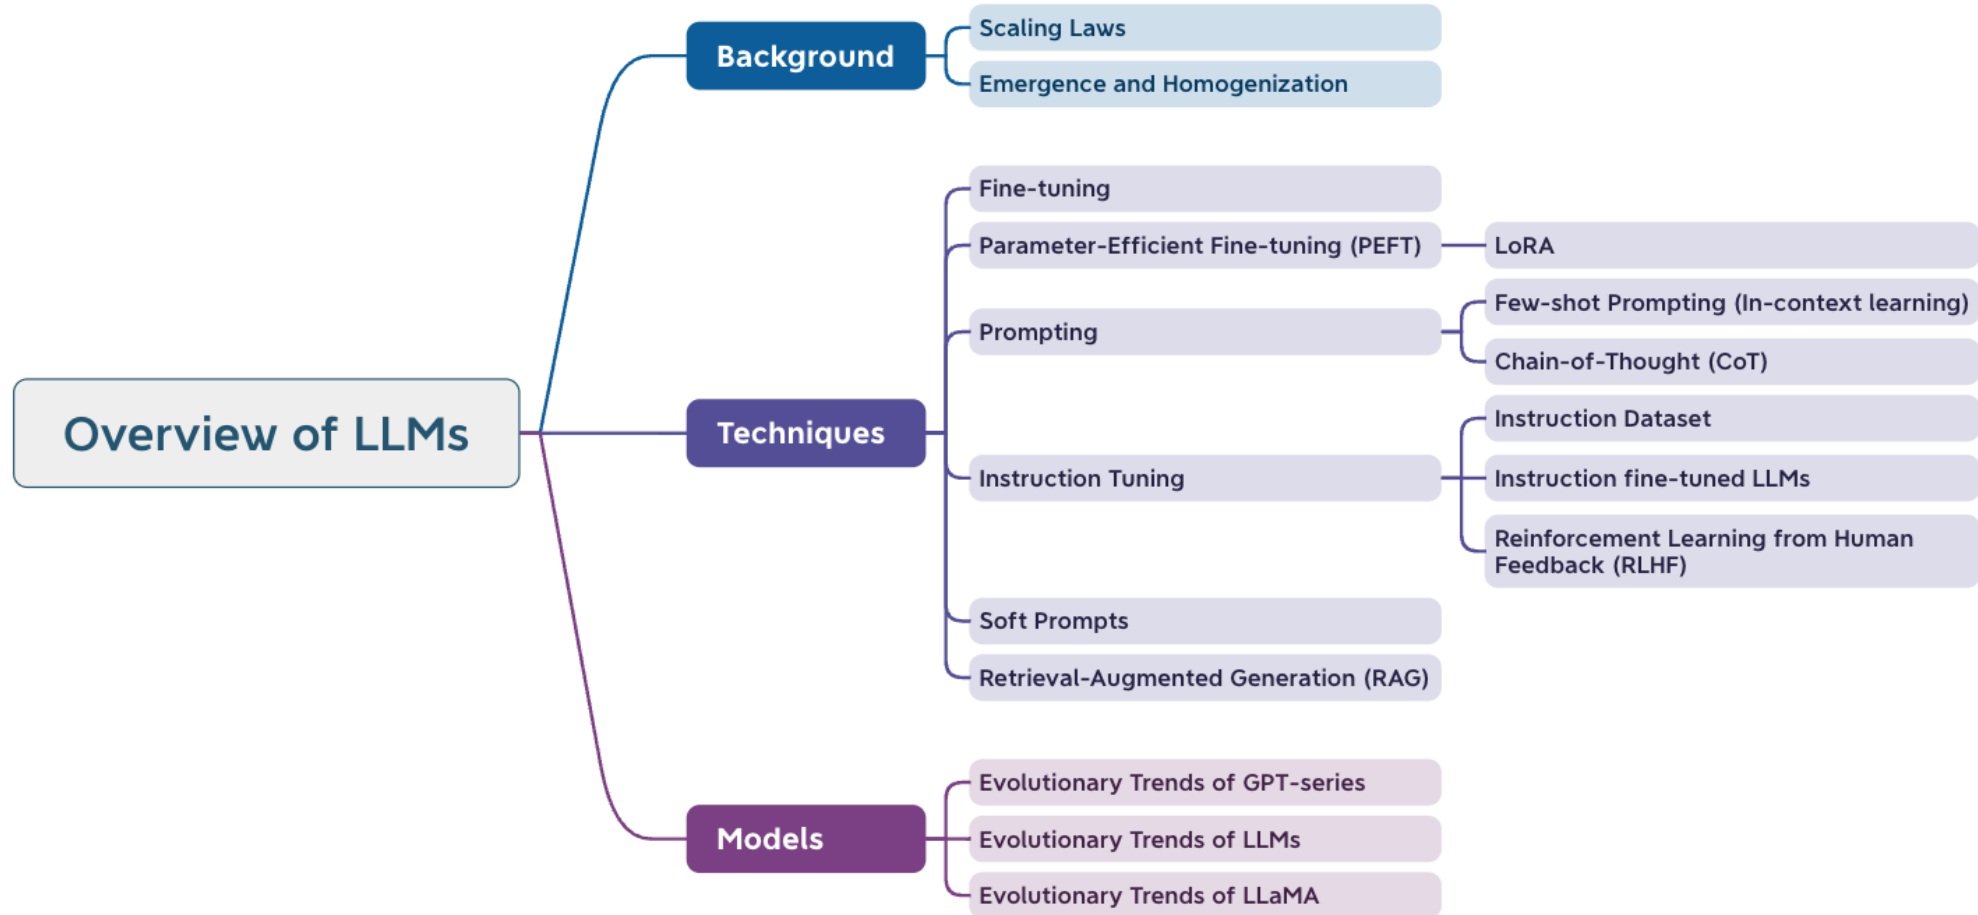 Overview of LLMs
Background
Scaling Laws
Emergence and Homogenization
Techniques
Fine-tuning
Parameter-Efficient Fine-tuning (PEFT)
LoRA
Prompting
Few-shot Prompting (In-context learning)
Chain-of-Thought (CoT)
Instruction Tuning
Instruction Dataset
Instruction fine-tuned LLMs
Reinforcement Learning from Human
Feedback (RLHF)
Soft Prompts
Retrieval-Augmented Generation (RAG)
Models
Evolutionary Trends of GPT-series
Evolutionary Trends of LLMs
Evolutionary Trends of LLaMA